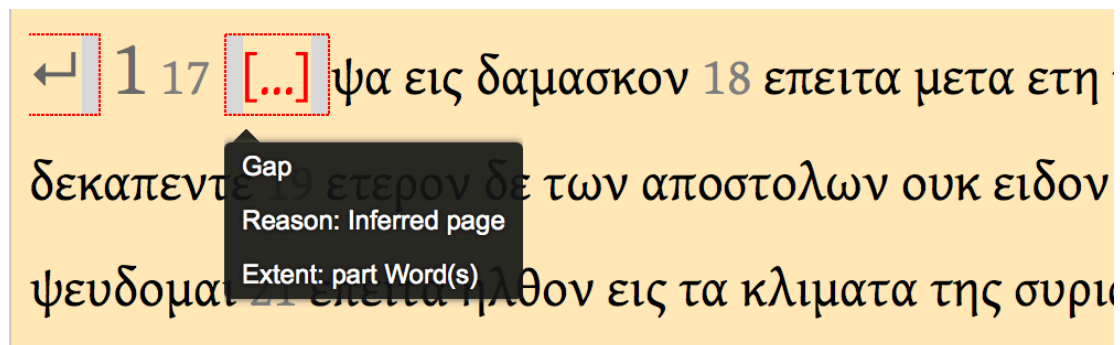 ↵ 1 17 [...]ψα εις δαμασκον 18 επειτα μετα ετη
δεκαπεντε 19 ετερον δε των αποστολων ουκ ειδον
ψευδομαι 21 επειτα ηλθον εις τα κλιματα της
Gap
Reason: Inferred page
Extent: part Word(s)